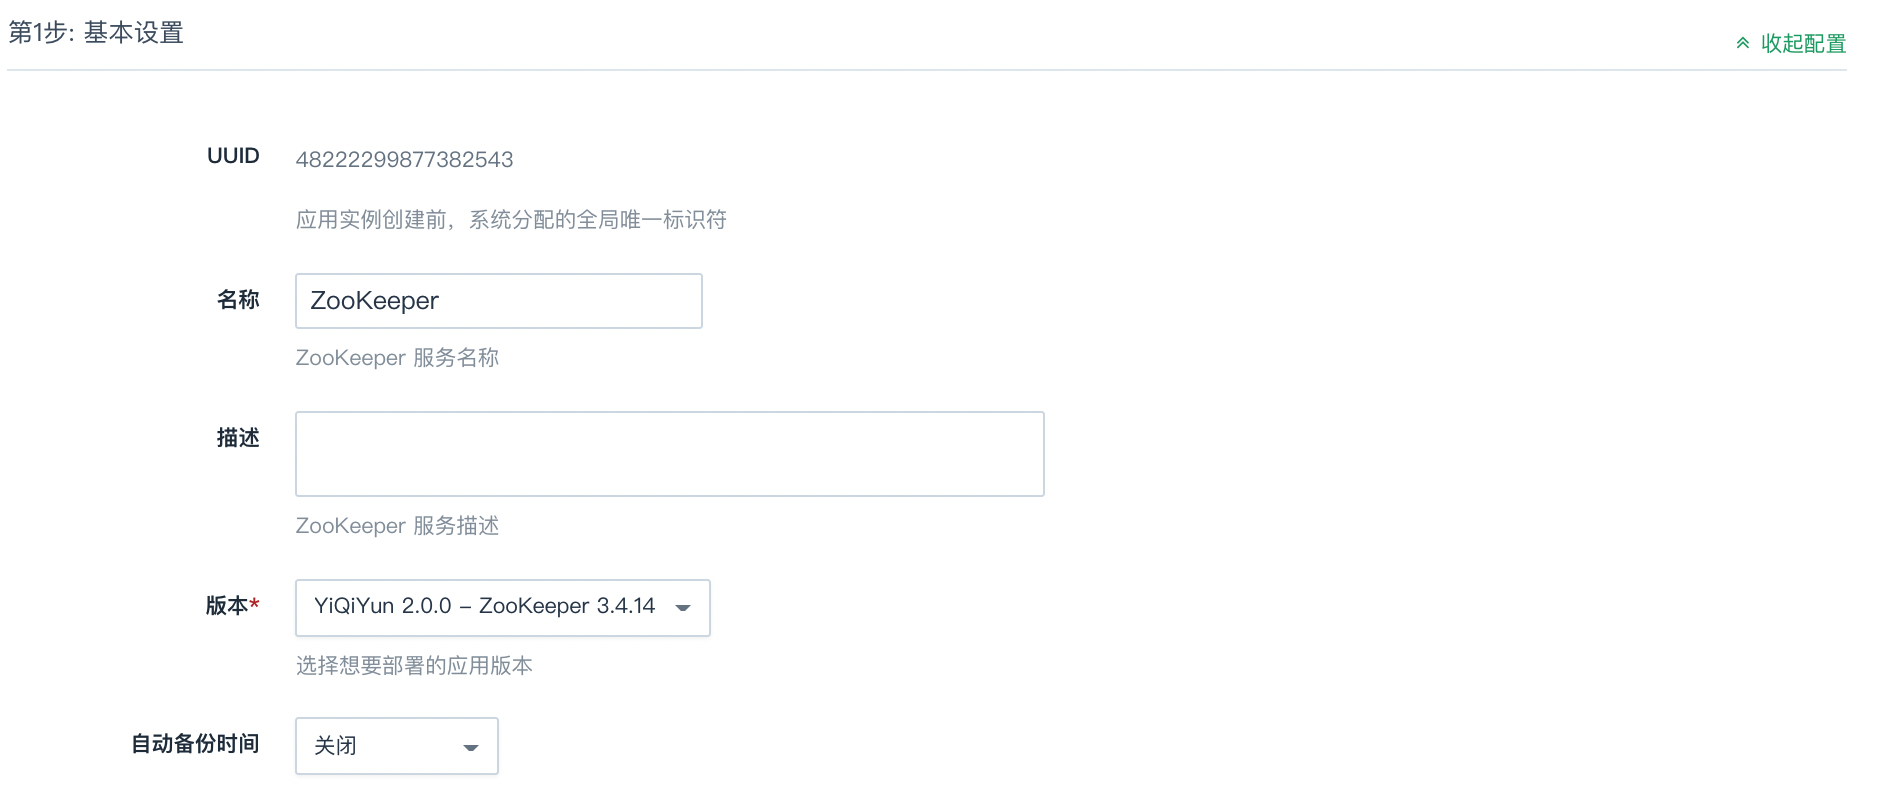 第1步: 基本设置
收起配置
UUID
48222299877382543
应用实例创建前，系统分配的全局唯一标识符
名称
ZooKeeper
ZooKeeper 服务名称
描述
ZooKeeper 服务描述
版本*
YiQiYun 2.0.0 – ZooKeeper 3.4.14
选择想要部署的应用版本
自动备份时间
关闭